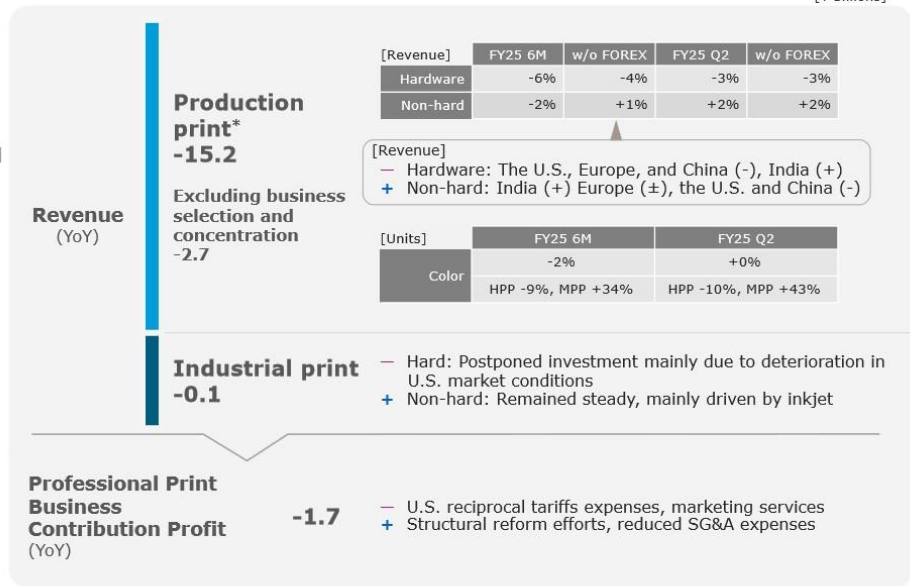 [Revenue] FY25 6M w/o FOREX FY25 Q2 w/o FOREX
Hardware -6% -4% -3% -3%
Non-hard -2% +1% +2% +2%
Production
print*
-15.2
Excluding business
selection and
concentration
-2.7
[Revenue]
− Hardware: The U.S., Europe, and China (-), India (+)
+ Non-hard: India (+) Europe (±), the U.S. and China (-)
Revenue
(YoY)
[Units] FY25 6M FY25 Q2
Color
-2% +0%
HPP -9%, MPP +34% HPP -10%, MPP +43%
Industrial print
-0.1
− Hard: Postponed investment mainly due to deterioration in
U.S. market conditions
+ Non-hard: Remained steady, mainly driven by inkjet
Professional Print
Business
Contribution Profit
(YoY)
-1.7
− U.S. reciprocal tariffs expenses, marketing services
+ Structural reform efforts, reduced SG&A expenses